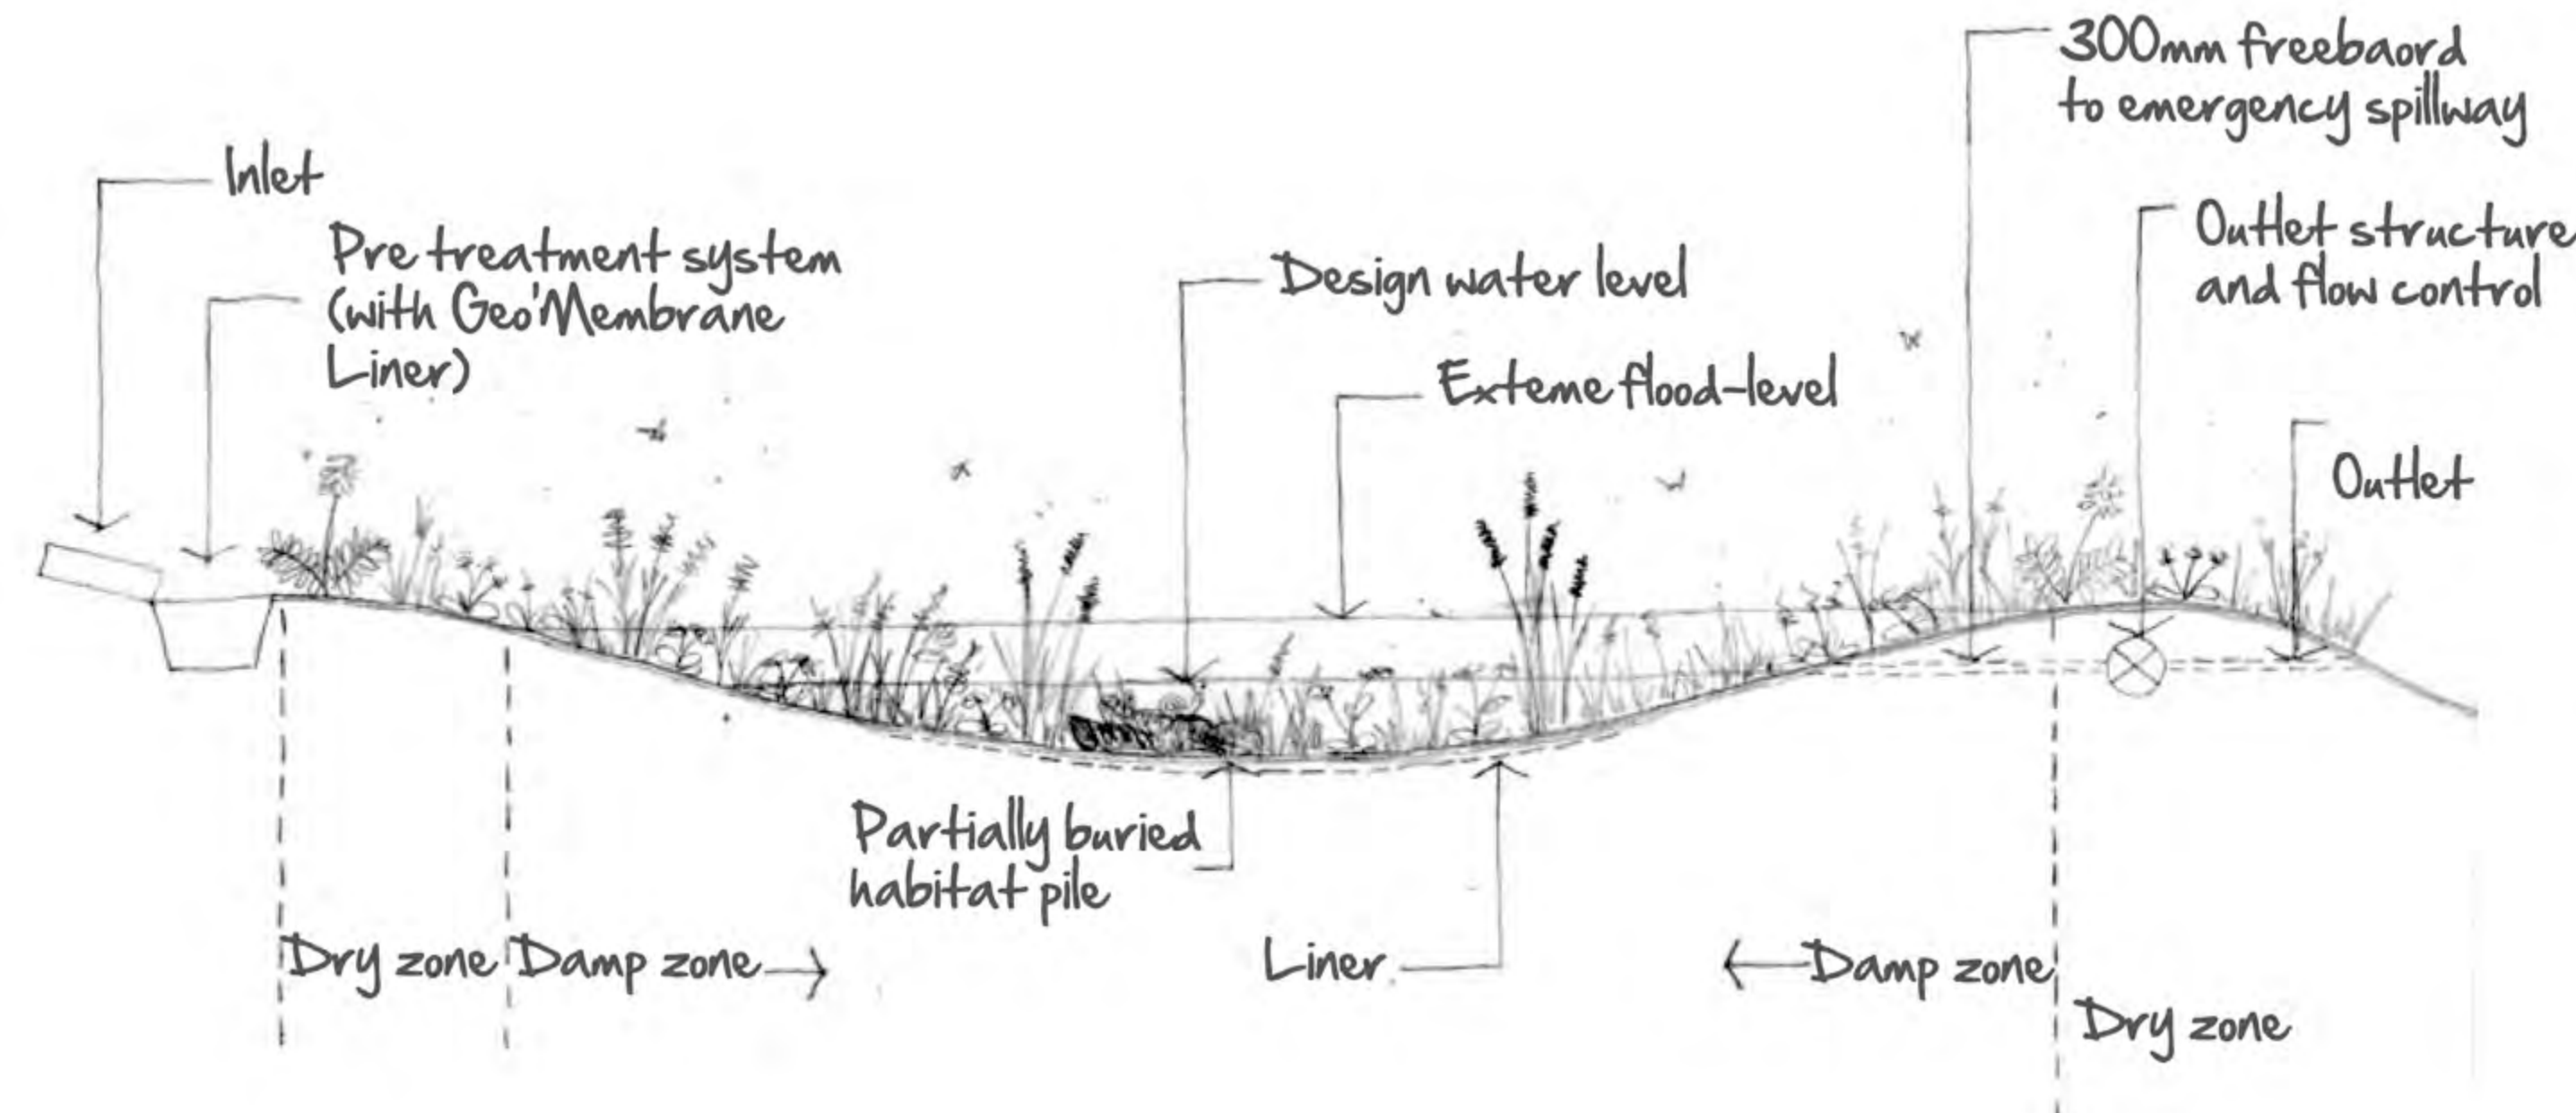 300mm freebaord
to emergency spillway
Inlet
Pre treatment system
(with Geo'Membrane
Liner)
Outlet structure
and flow control
Design water level
Exteme flood-level
Outlet
Partially buried
habitat pile
Liner
Dry zone
Damp zone
Damp zone
Dry zone